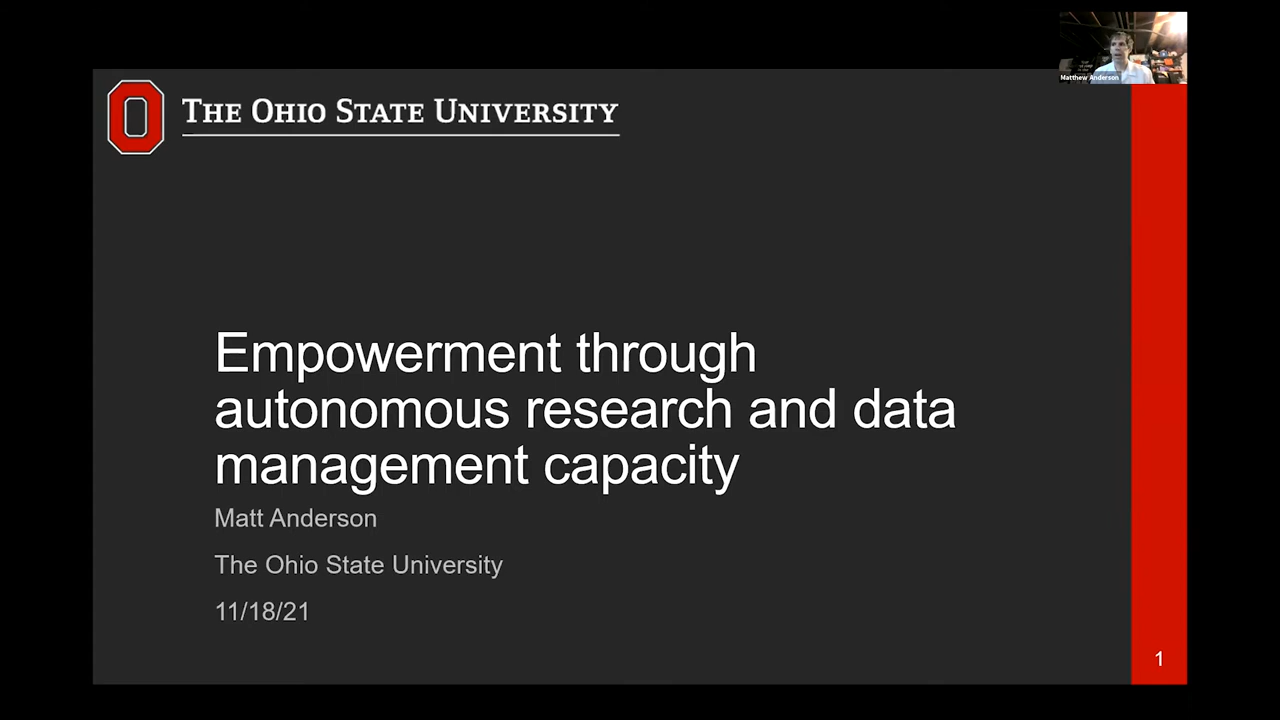 Matthew Anderson
THE OHIO STATE UNIVERSITY
Empowerment through
autonomous research and data
management capacity
Matt Anderson
The Ohio State University
11/18/21
1